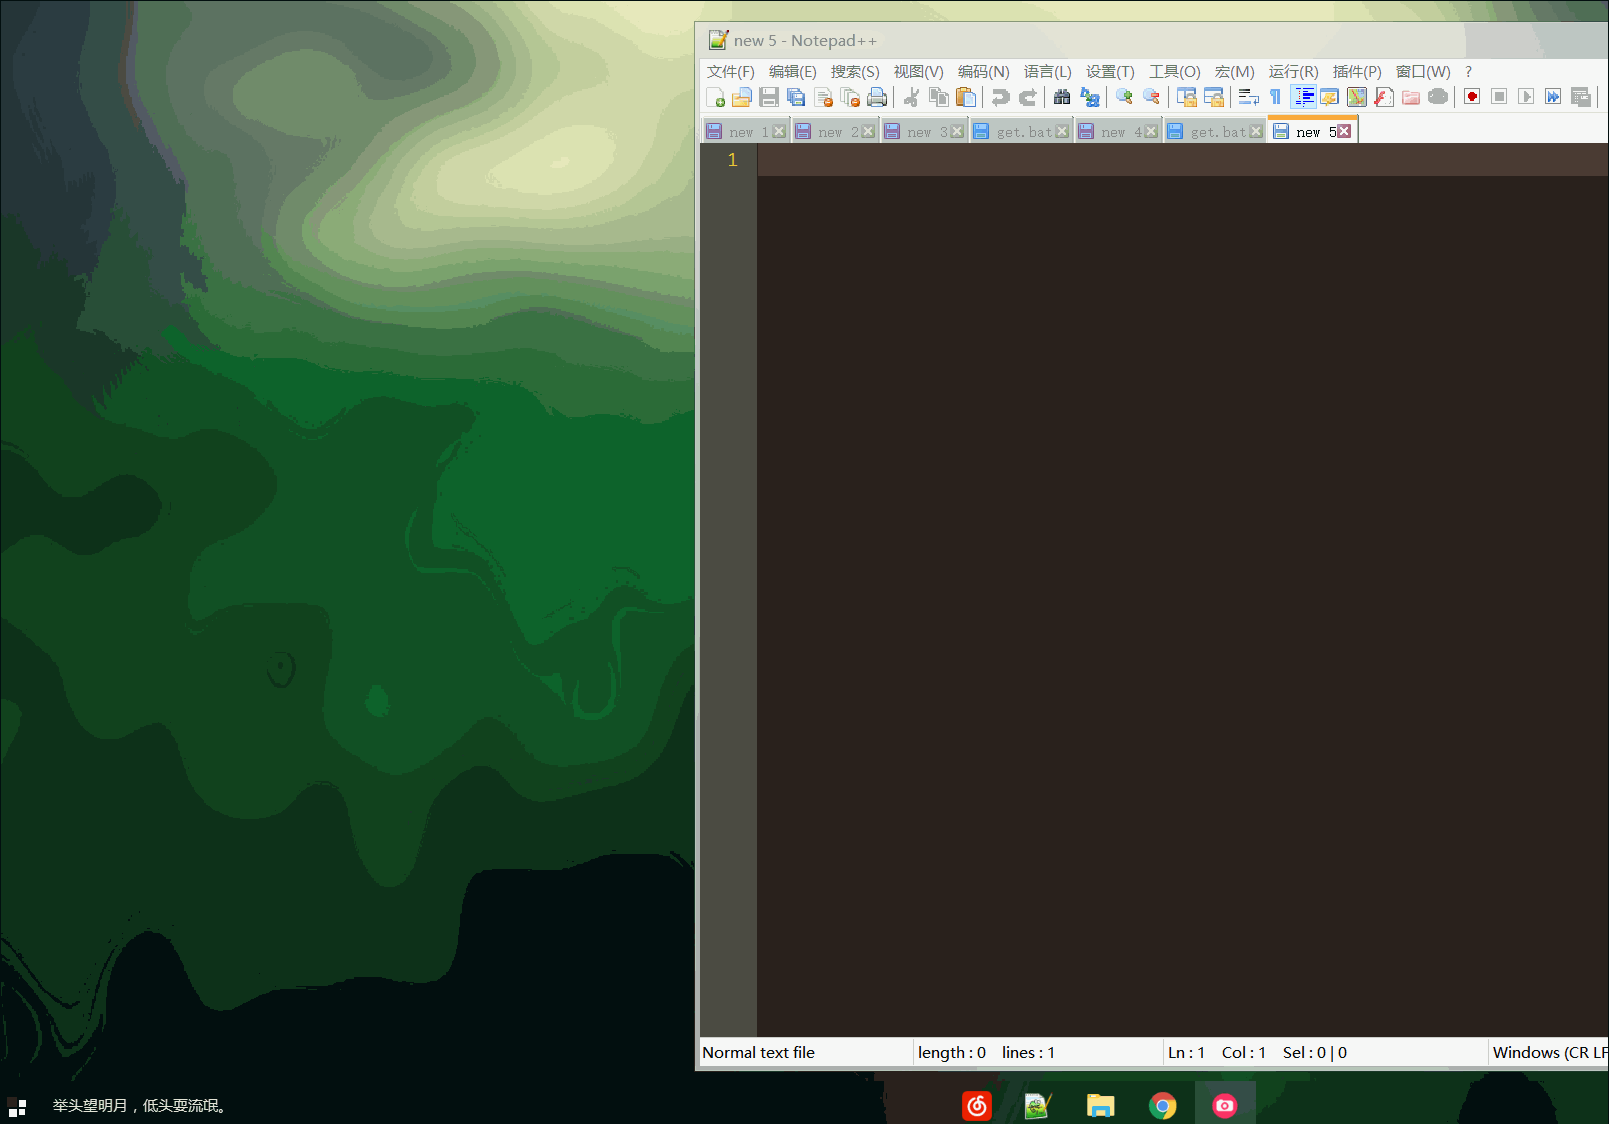 new 5 - Notepad++
文件(F) 编辑(E) 搜索(S) 视图(V) 编码(N) 语言(L) 设置(T) 工具(O) 宏(M) 运行(R) 插件(P) 窗口(W) ?
new 1 new 2 new 3 get.bat new 4 get.bat new 5
1
Normal text file length : 0 lines : 1 Ln : 1 Col : 1 Sel : 0 | 0 Windows (CR LF
举头望明月，低头耍流氓。